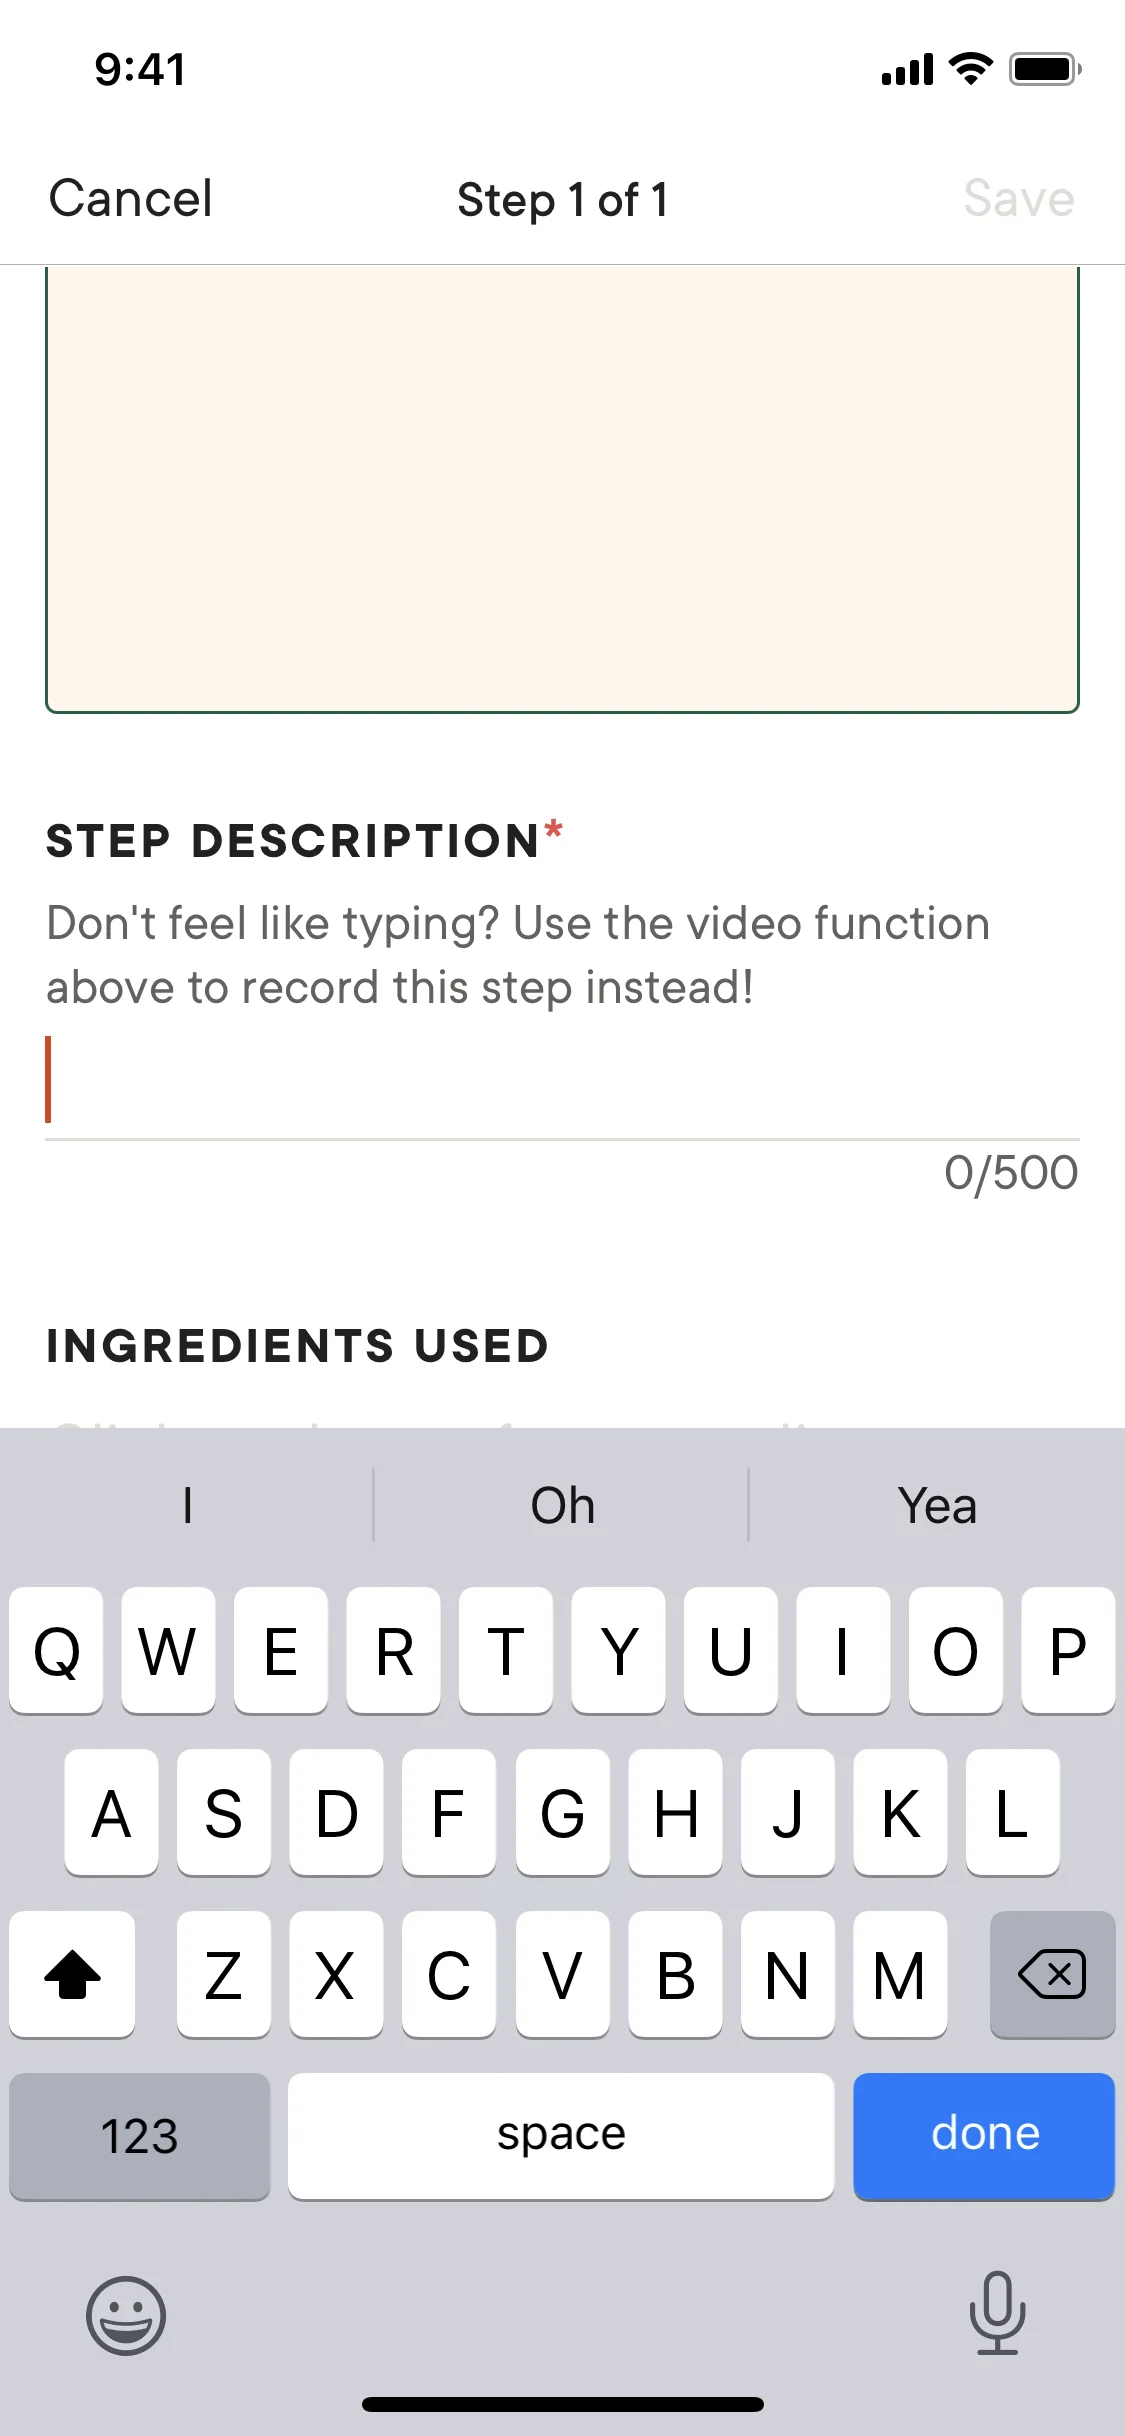 9:41
Cancel Step 1 of 1 Save
STEP DESCRIPTION*
Don't feel like typing? Use the video function
above to record this step instead!
0/500
INGREDIENTS USED
I Oh Yea
Q W E R T Y U I O P
A S D F G H J K L
Z X C V B N M
123 space done